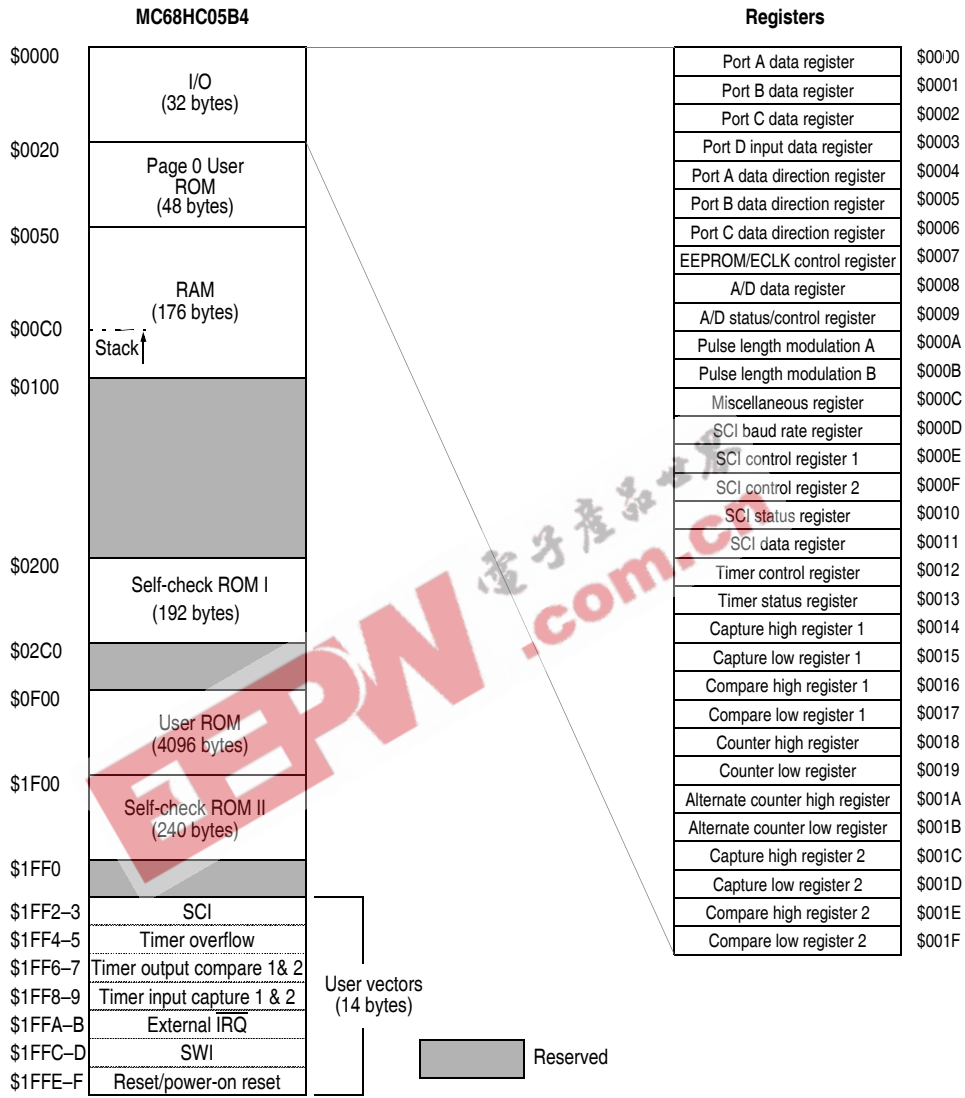 MC68HC05B4
$0000
I/O
(32 bytes)
$0020
Page 0 User
ROM
(48 bytes)
$0050
RAM
(176 bytes)
$00C0
Stack
$0100
$0200
Self-check ROM I
(192 bytes)
$02C0
$0F00
User ROM
(4096 bytes)
$1F00
Self-check ROM II
(240 bytes)
$1FF0
$1FF2–3 SCI
$1FF4–5 Timer overflow
$1FF6–7 Timer output compare 1& 2
$1FF8–9 Timer input capture 1 & 2
$1FFA–B External IRQ
$1FFC–D SWI
$1FFE–F Reset/power-on reset
User vectors
(14 bytes)
Reserved
Registers
Port A data register $0000
Port B data register $0001
Port C data register $0002
Port D input data register $0003
Port A data direction register $0004
Port B data direction register $0005
Port C data direction register $0006
EEPROM/ECLK control register $0007
A/D data register $0008
A/D status/control register $0009
Pulse length modulation A $000A
Pulse length modulation B $000B
Miscellaneous register $000C
SCI baud rate register $000D
SCI control register 1 $000E
SCI control register 2 $000F
SCI status register $0010
SCI data register $0011
Timer control register $0012
Timer status register $0013
Capture high register 1 $0014
Capture low register 1 $0015
Compare high register 1 $0016
Compare low register 1 $0017
Counter high register $0018
Counter low register $0019
Alternate counter high register $001A
Alternate counter low register $001B
Capture high register 2 $001C
Capture low register 2 $001D
Compare high register 2 $001E
Compare low register 2 $001F
EEPW
電子産品世界
.com.cn